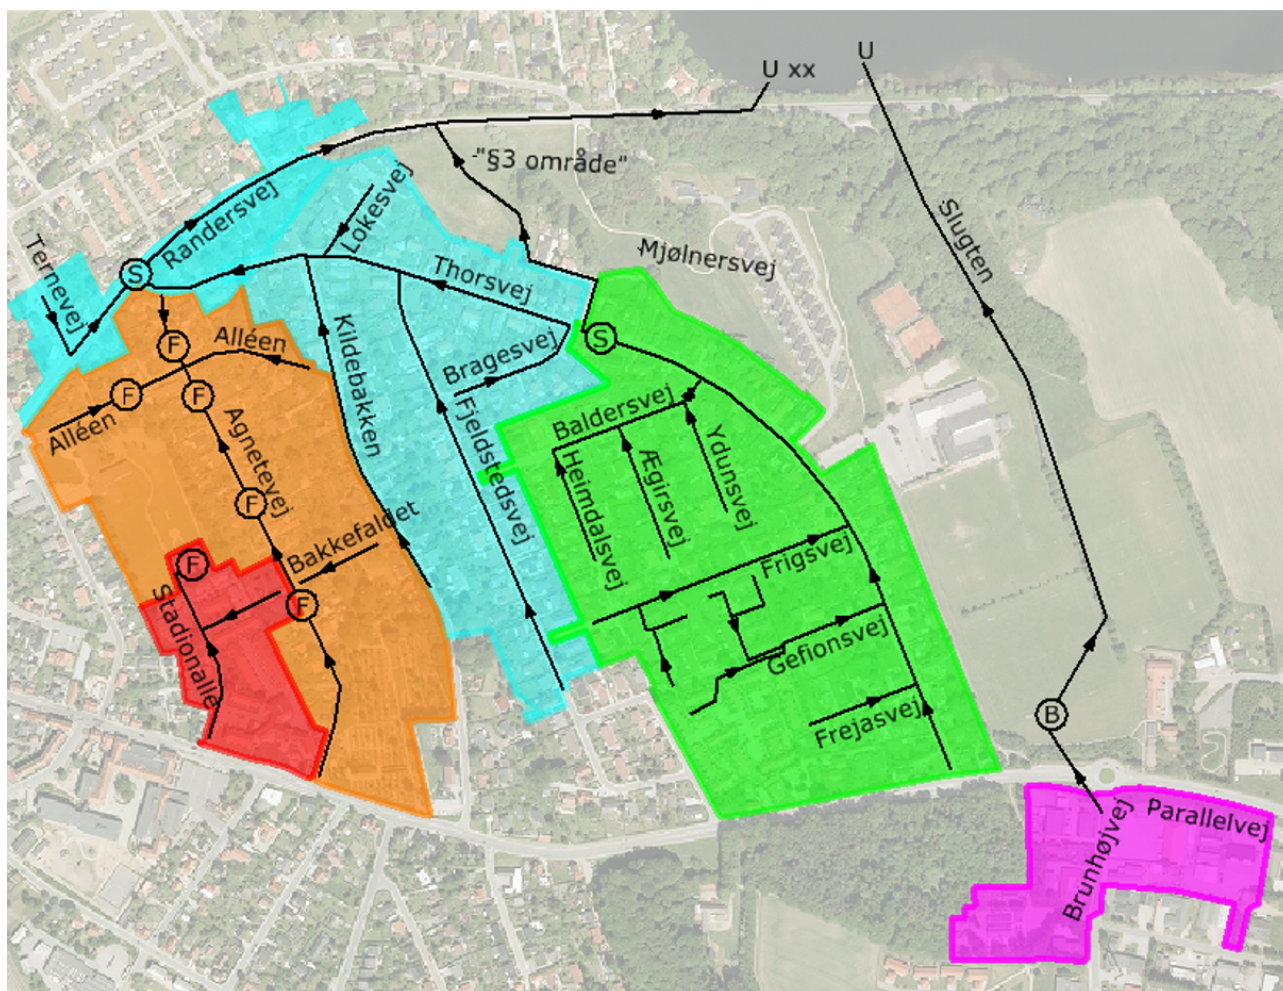 U
U xx
"§3 område"
Lokesvej
Randersvej
Slugten
Ternevej
S
Mjølnersvej
Thorsvej
Kildebakken
Alléen
F
S
Bragesvej
F
F
Alléen
Agnetevej
Fjeldstedsvej
Baldersvej
Ydunsvej
Ægirsvej
Heimdalsvej
F
Bakkefaldet
Frigsvej
F
Stadionalle
F
Gefionsvej
Frejasvej
B
Parallelvej
Brunhøjvej